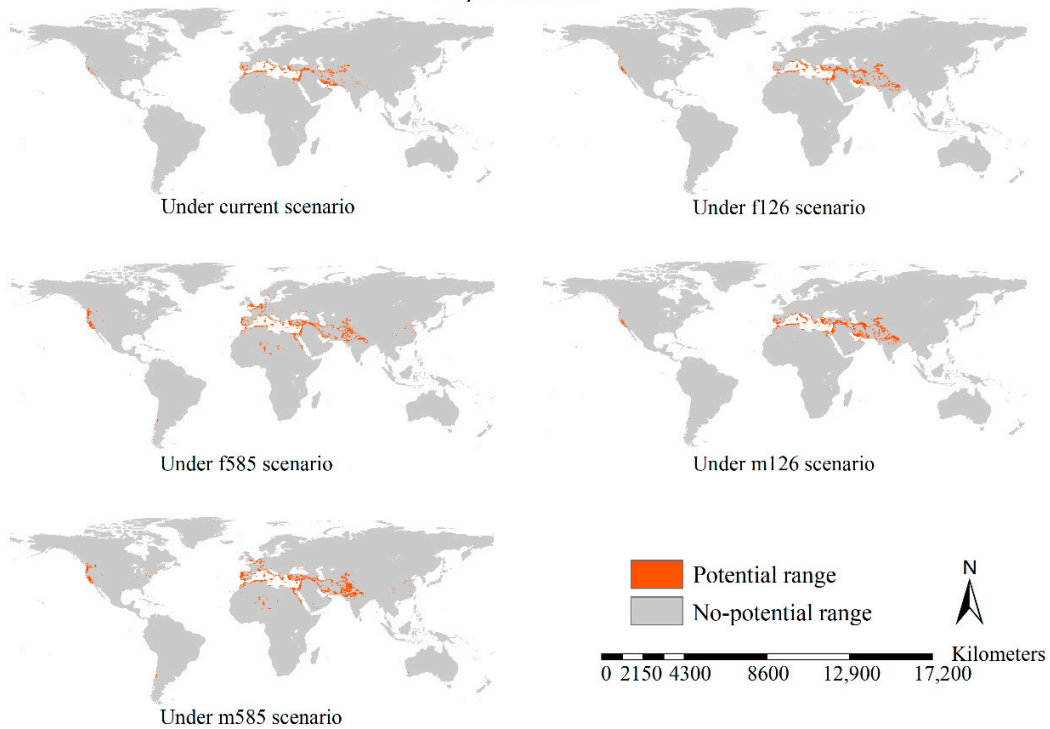 Under current scenario
Under f126 scenario
Under f585 scenario
Under m126 scenario
Under m585 scenario
Potential range
No-potential range
N
Kilometers
0 2150 4300 8600 12,900 17,200